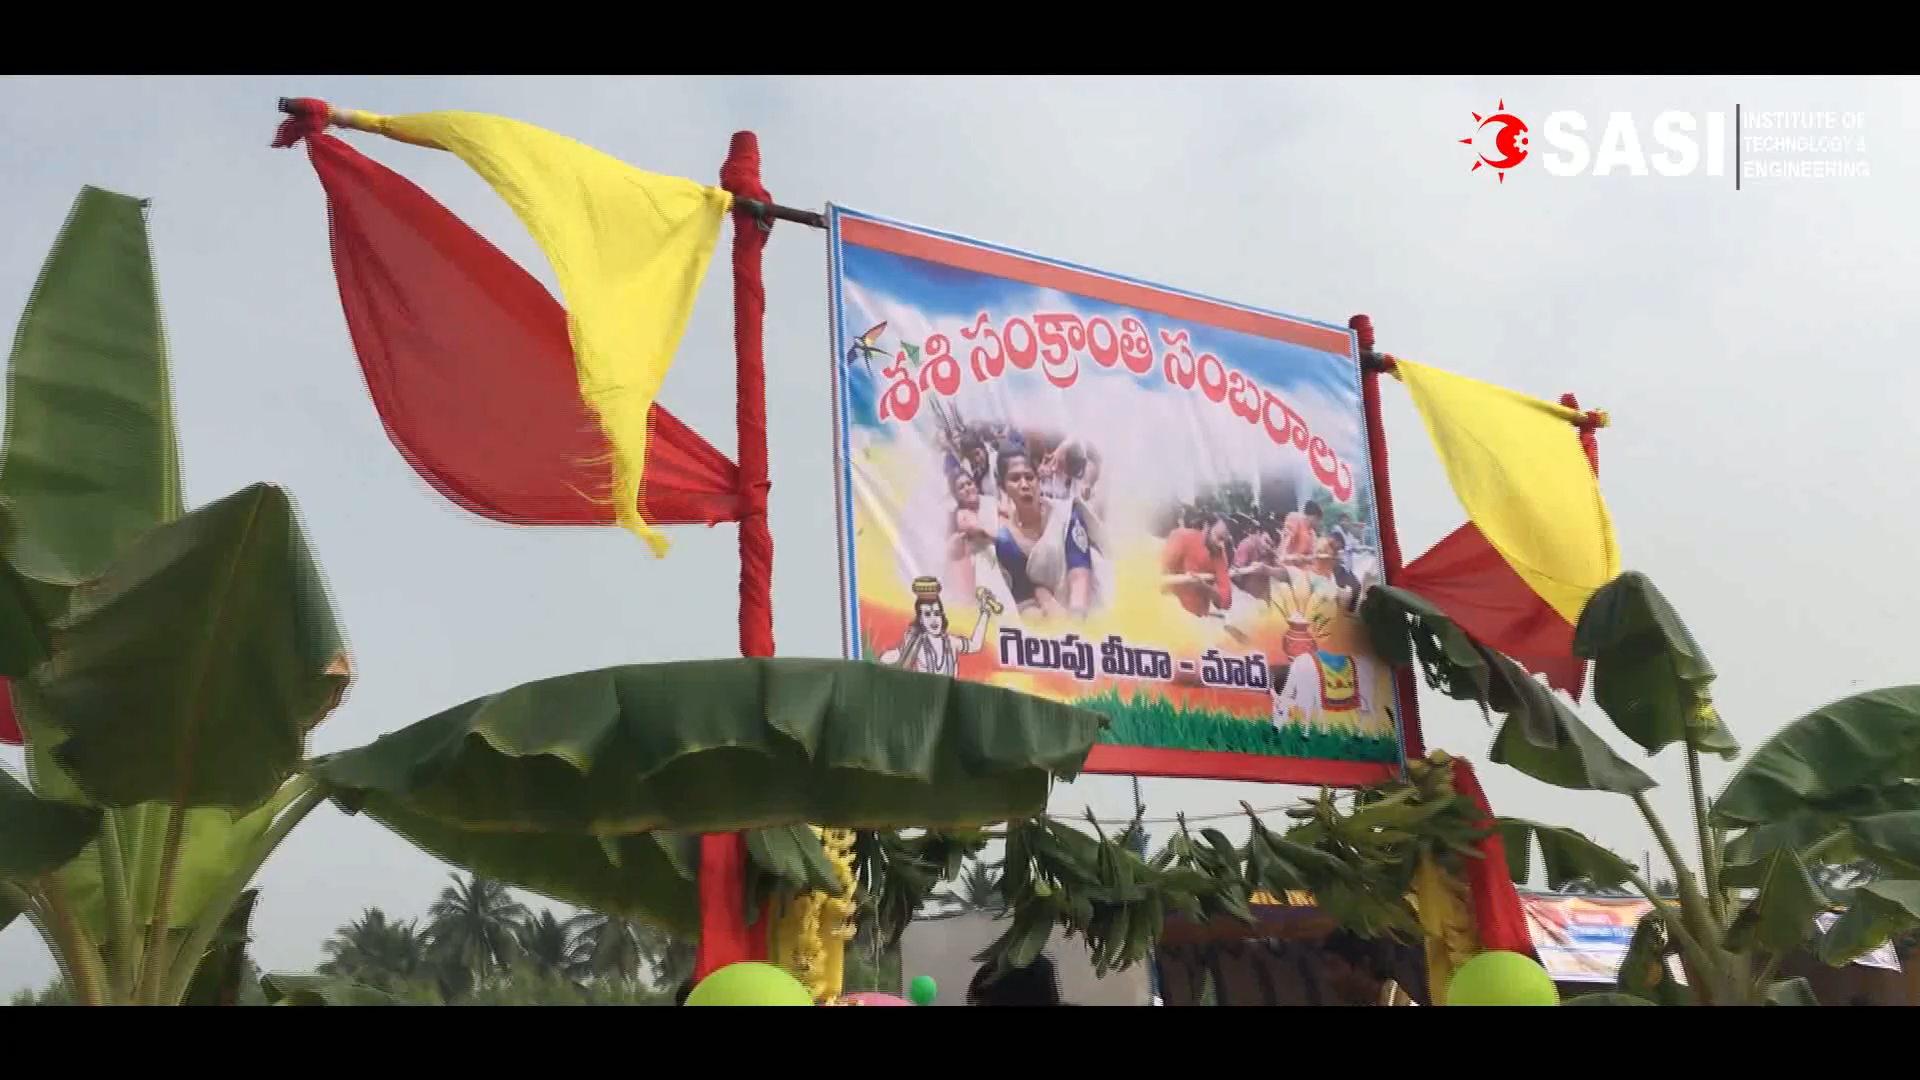 SASI
INSTITUTE OF
TECHNOLOGY &
ENGINEERING
శశి సంక్రాంతి సంబరాలు
గెలుపు మీదా - మాద